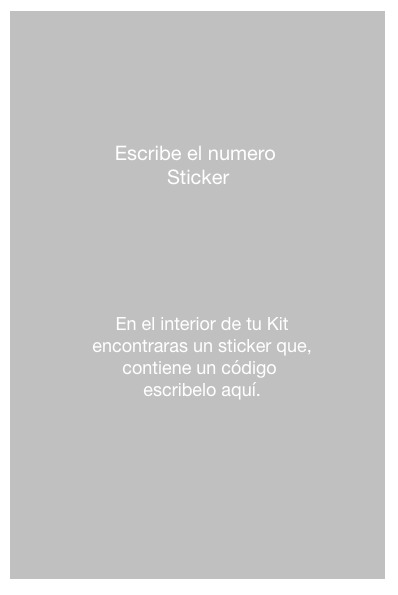 Escribe el numero
Sticker
En el interior de tu Kit
encontraras un sticker que,
contiene un código
escribelo aquí.